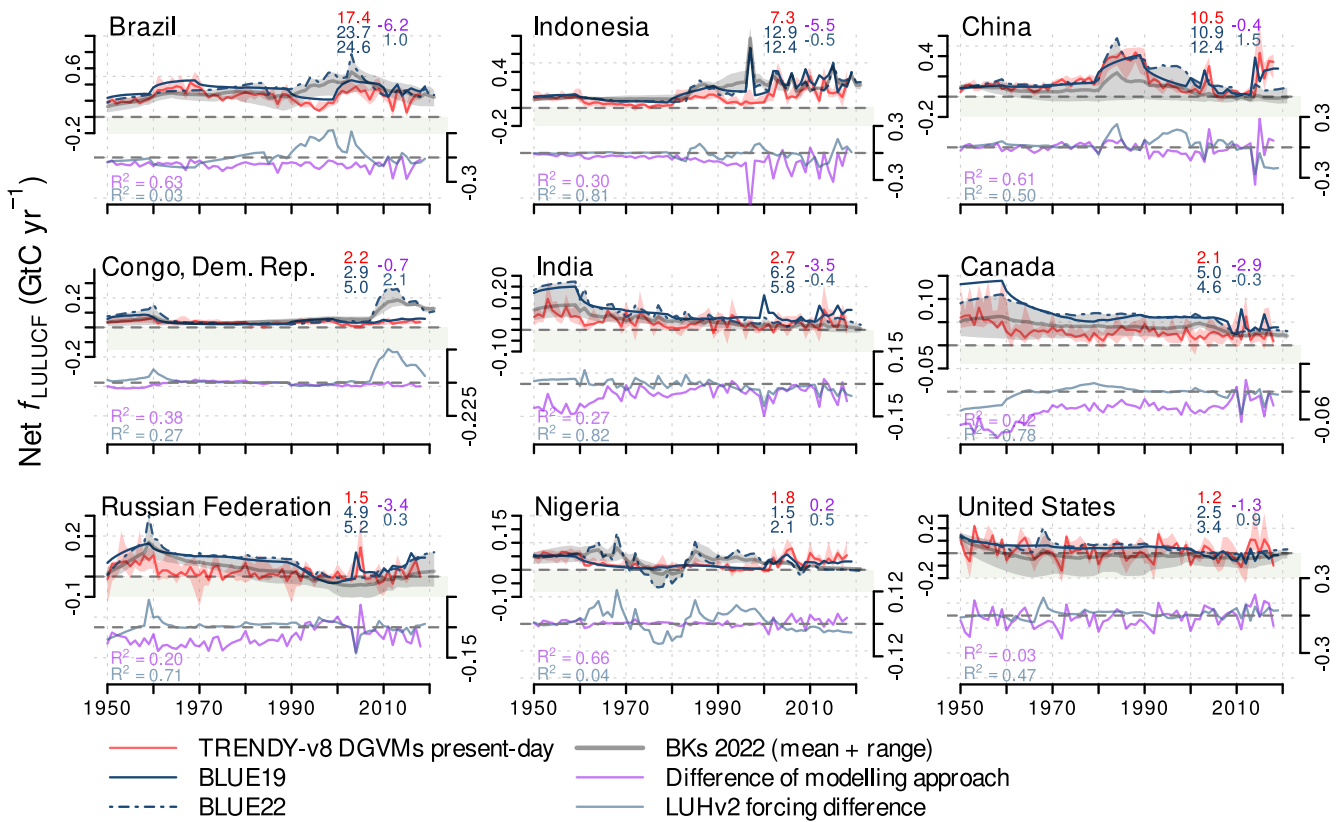 Net fLULUCF (GtC yr−1)
Brazil
17.4
23.7
24.6
-6.2
1.0
0.6
-0.2
-0.3
R2 = 0.63
R2 = 0.03
Indonesia
7.3
12.9
12.4
-5.5
-0.5
0.4
-0.2
0.3
-0.3
R2 = 0.30
R2 = 0.81
China
10.5
10.9
12.4
-0.4
1.5
0.4
-0.2
0.3
-0.3
R2 = 0.61
R2 = 0.50
Congo, Dem. Rep.
2.2
2.9
5.0
-0.7
2.1
0.2
-0.2
-0.225
R2 = 0.38
R2 = 0.27
India
2.7
6.2
5.8
-3.5
-0.4
0.20
-0.10
0.15
-0.15
R2 = 0.27
R2 = 0.82
Canada
2.1
5.0
4.6
-2.9
-0.3
0.10
-0.05
-0.06
R2 = 0.42
R2 = 0.78
Russian Federation
1.5
4.9
5.2
-3.4
0.3
0.2
-0.1
-0.15
R2 = 0.20
R2 = 0.71
Nigeria
1.8
1.5
2.1
0.2
0.5
0.15
-0.10
0.12
-0.12
R2 = 0.66
R2 = 0.04
United States
1.2
2.5
3.4
-1.3
0.9
0.2
-0.2
0.3
-0.3
R2 = 0.03
R2 = 0.47
1950 1970 1990 2010
1950 1970 1990 2010
1950 1970 1990 2010
TRENDY-v8 DGVMs present-day
BLUE19
BLUE22
BKs 2022 (mean + range)
Difference of modelling approach
LUHv2 forcing difference